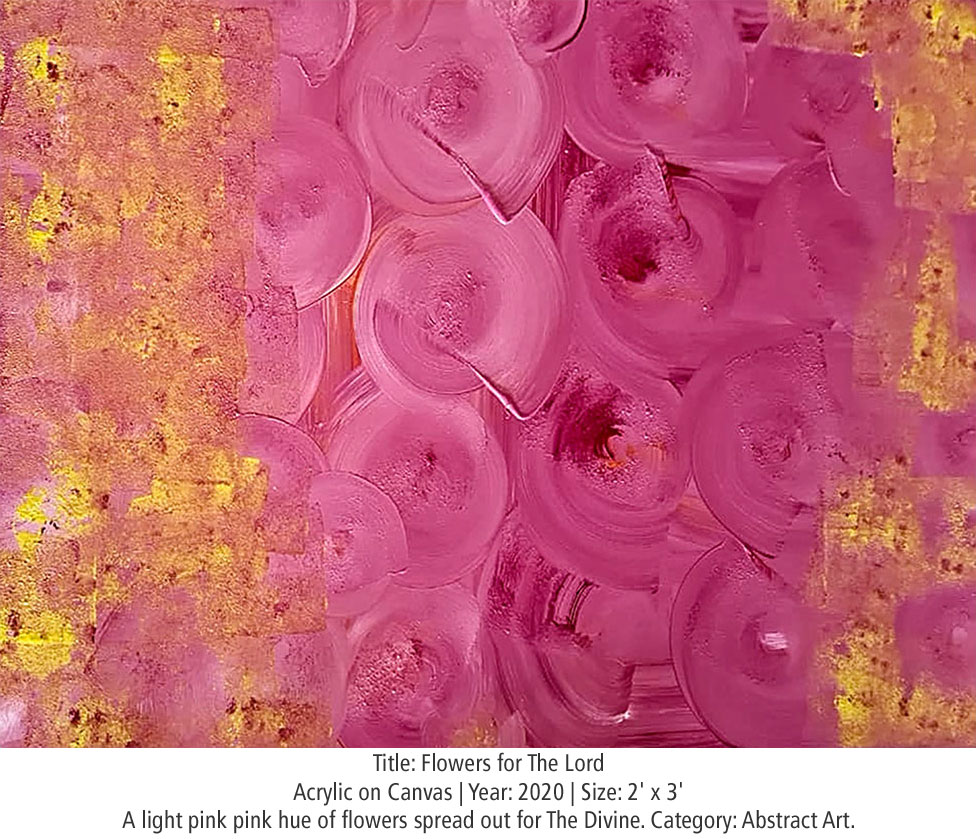 Title: Flowers for The Lord
Acrylic on Canvas | Year: 2020 | Size: 2' x 3'
A light pink pink hue of flowers spread out for The Divine. Category: Abstract Art.